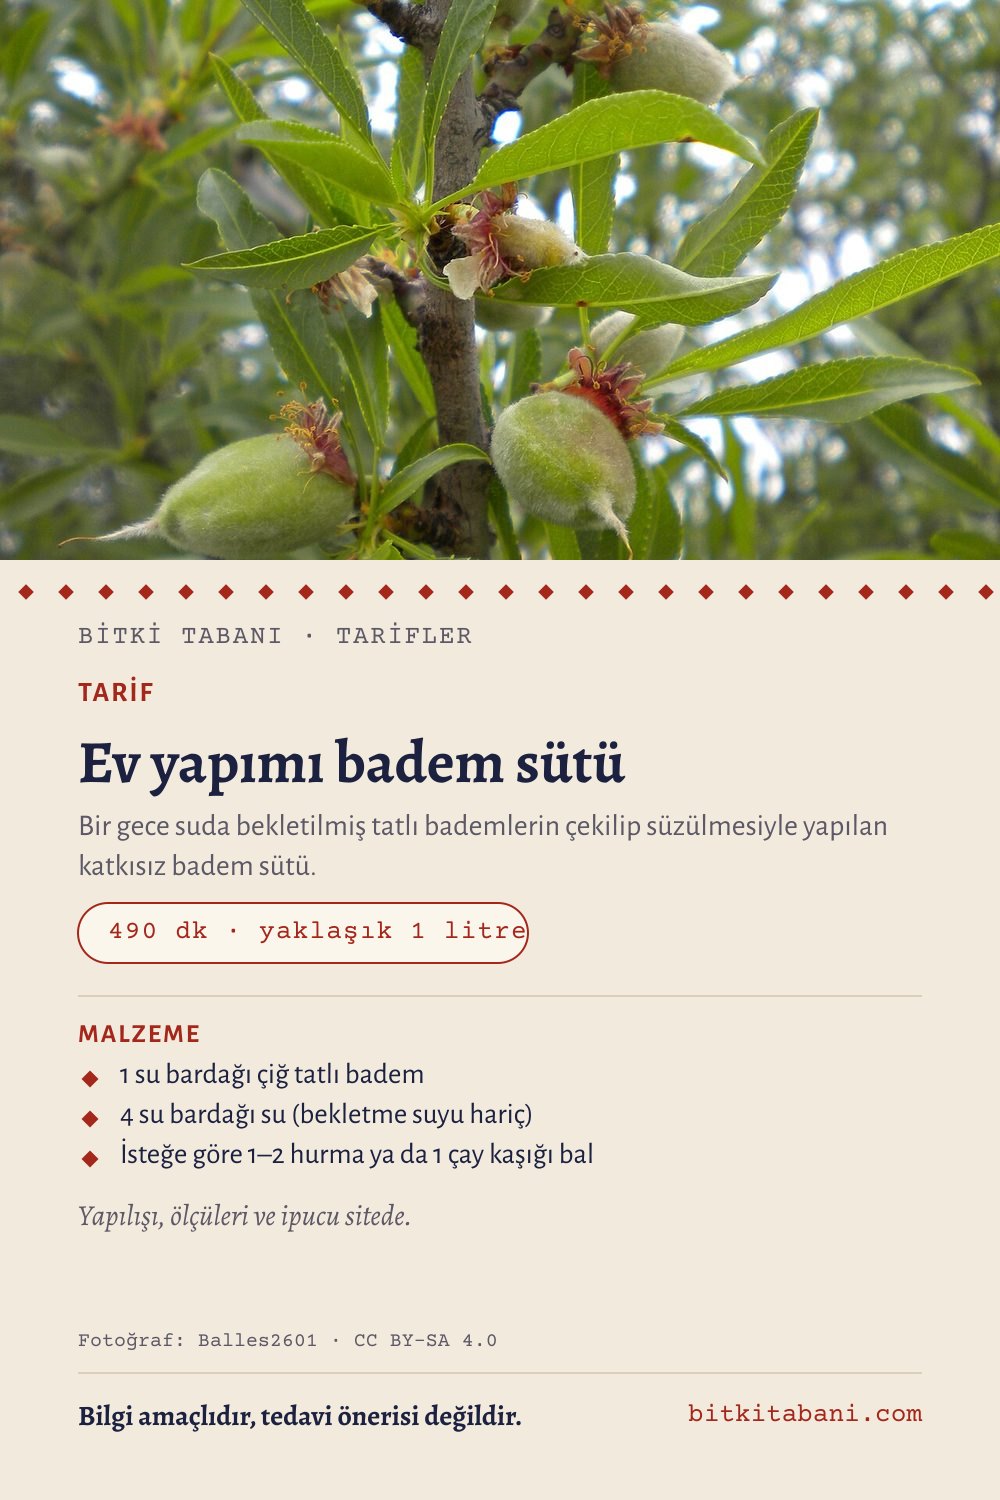 BİTKİ TABANI · TARİFLER
TARİF
Ev yapımı badem sütü
Bir gece suda bekletilmiş tatlı bademlerin çekilip süzülmesiyle yapılan
katkısız badem sütü.
490 dk · yaklaşık 1 litre
MALZEME
1 su bardağı çiğ tatlı badem
4 su bardağı su (bekletme suyu hariç)
İsteğe göre 1–2 hurma ya da 1 çay kaşığı bal
Yapılışı, ölçüleri ve ipucu sitede.
Fotoğraf: Balles2601 · CC BY-SA 4.0
Bilgi amaçlıdır, tedavi önerisi değildir.
bitkitabani.com